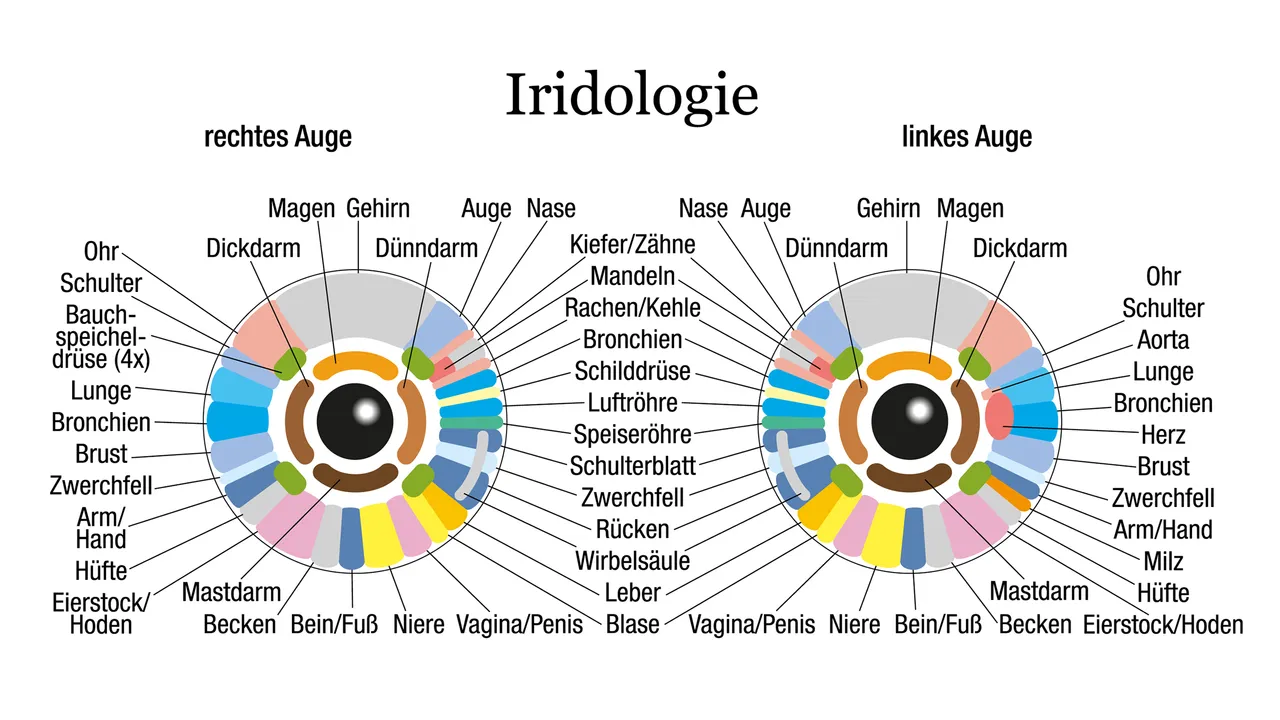 Iridologie
rechtes Auge
linkes Auge
Magen Gehirn
Auge Nase
Dickdarm
Dünndarm
Ohr
Schulter
Bauch-
speichel-
drüse (4x)
Lunge
Bronchien
Brust
Zwerchfell
Arm/
Hand
Hüfte
Eierstock/
Hoden
Mastdarm
Becken Bein/Fuß Niere Vagina/Penis
Kiefer/Zähne
Mandeln
Rachen/Kehle
Bronchien
Schilddrüse
Luftröhre
Speiseröhre
Schulterblatt
Zwerchfell
Rücken
Wirbelsäule
Leber
Blase
Nase Auge
Gehirn Magen
Dünndarm
Dickdarm
Ohr
Schulter
Aorta
Lunge
Bronchien
Herz
Brust
Zwerchfell
Arm/Hand
Milz
Hüfte
Mastdarm
Vagina/Penis Niere Bein/Fuß Becken Eierstock/Hoden